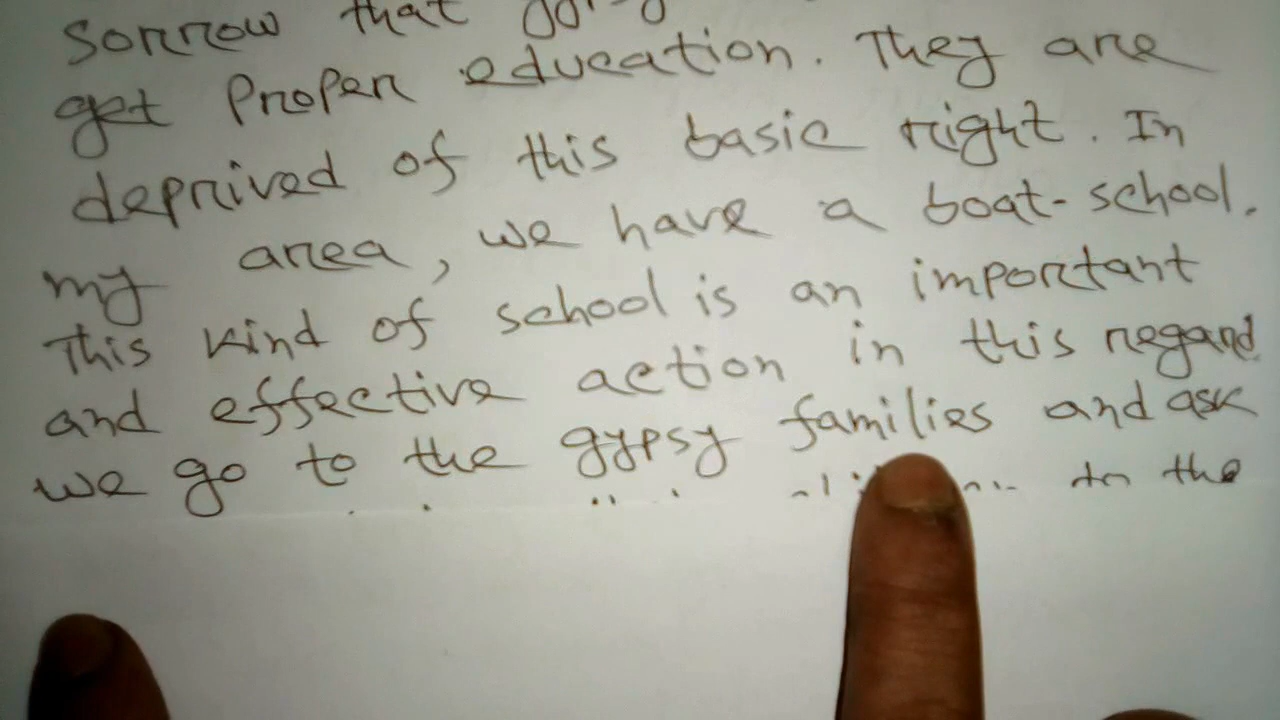 sorrow that
get proper education. They are
deprived of this basic right. In
my area, we have a boat-school.
This kind of school is an important
and effective action in this regard
we go to the gypsy families and ask
to the